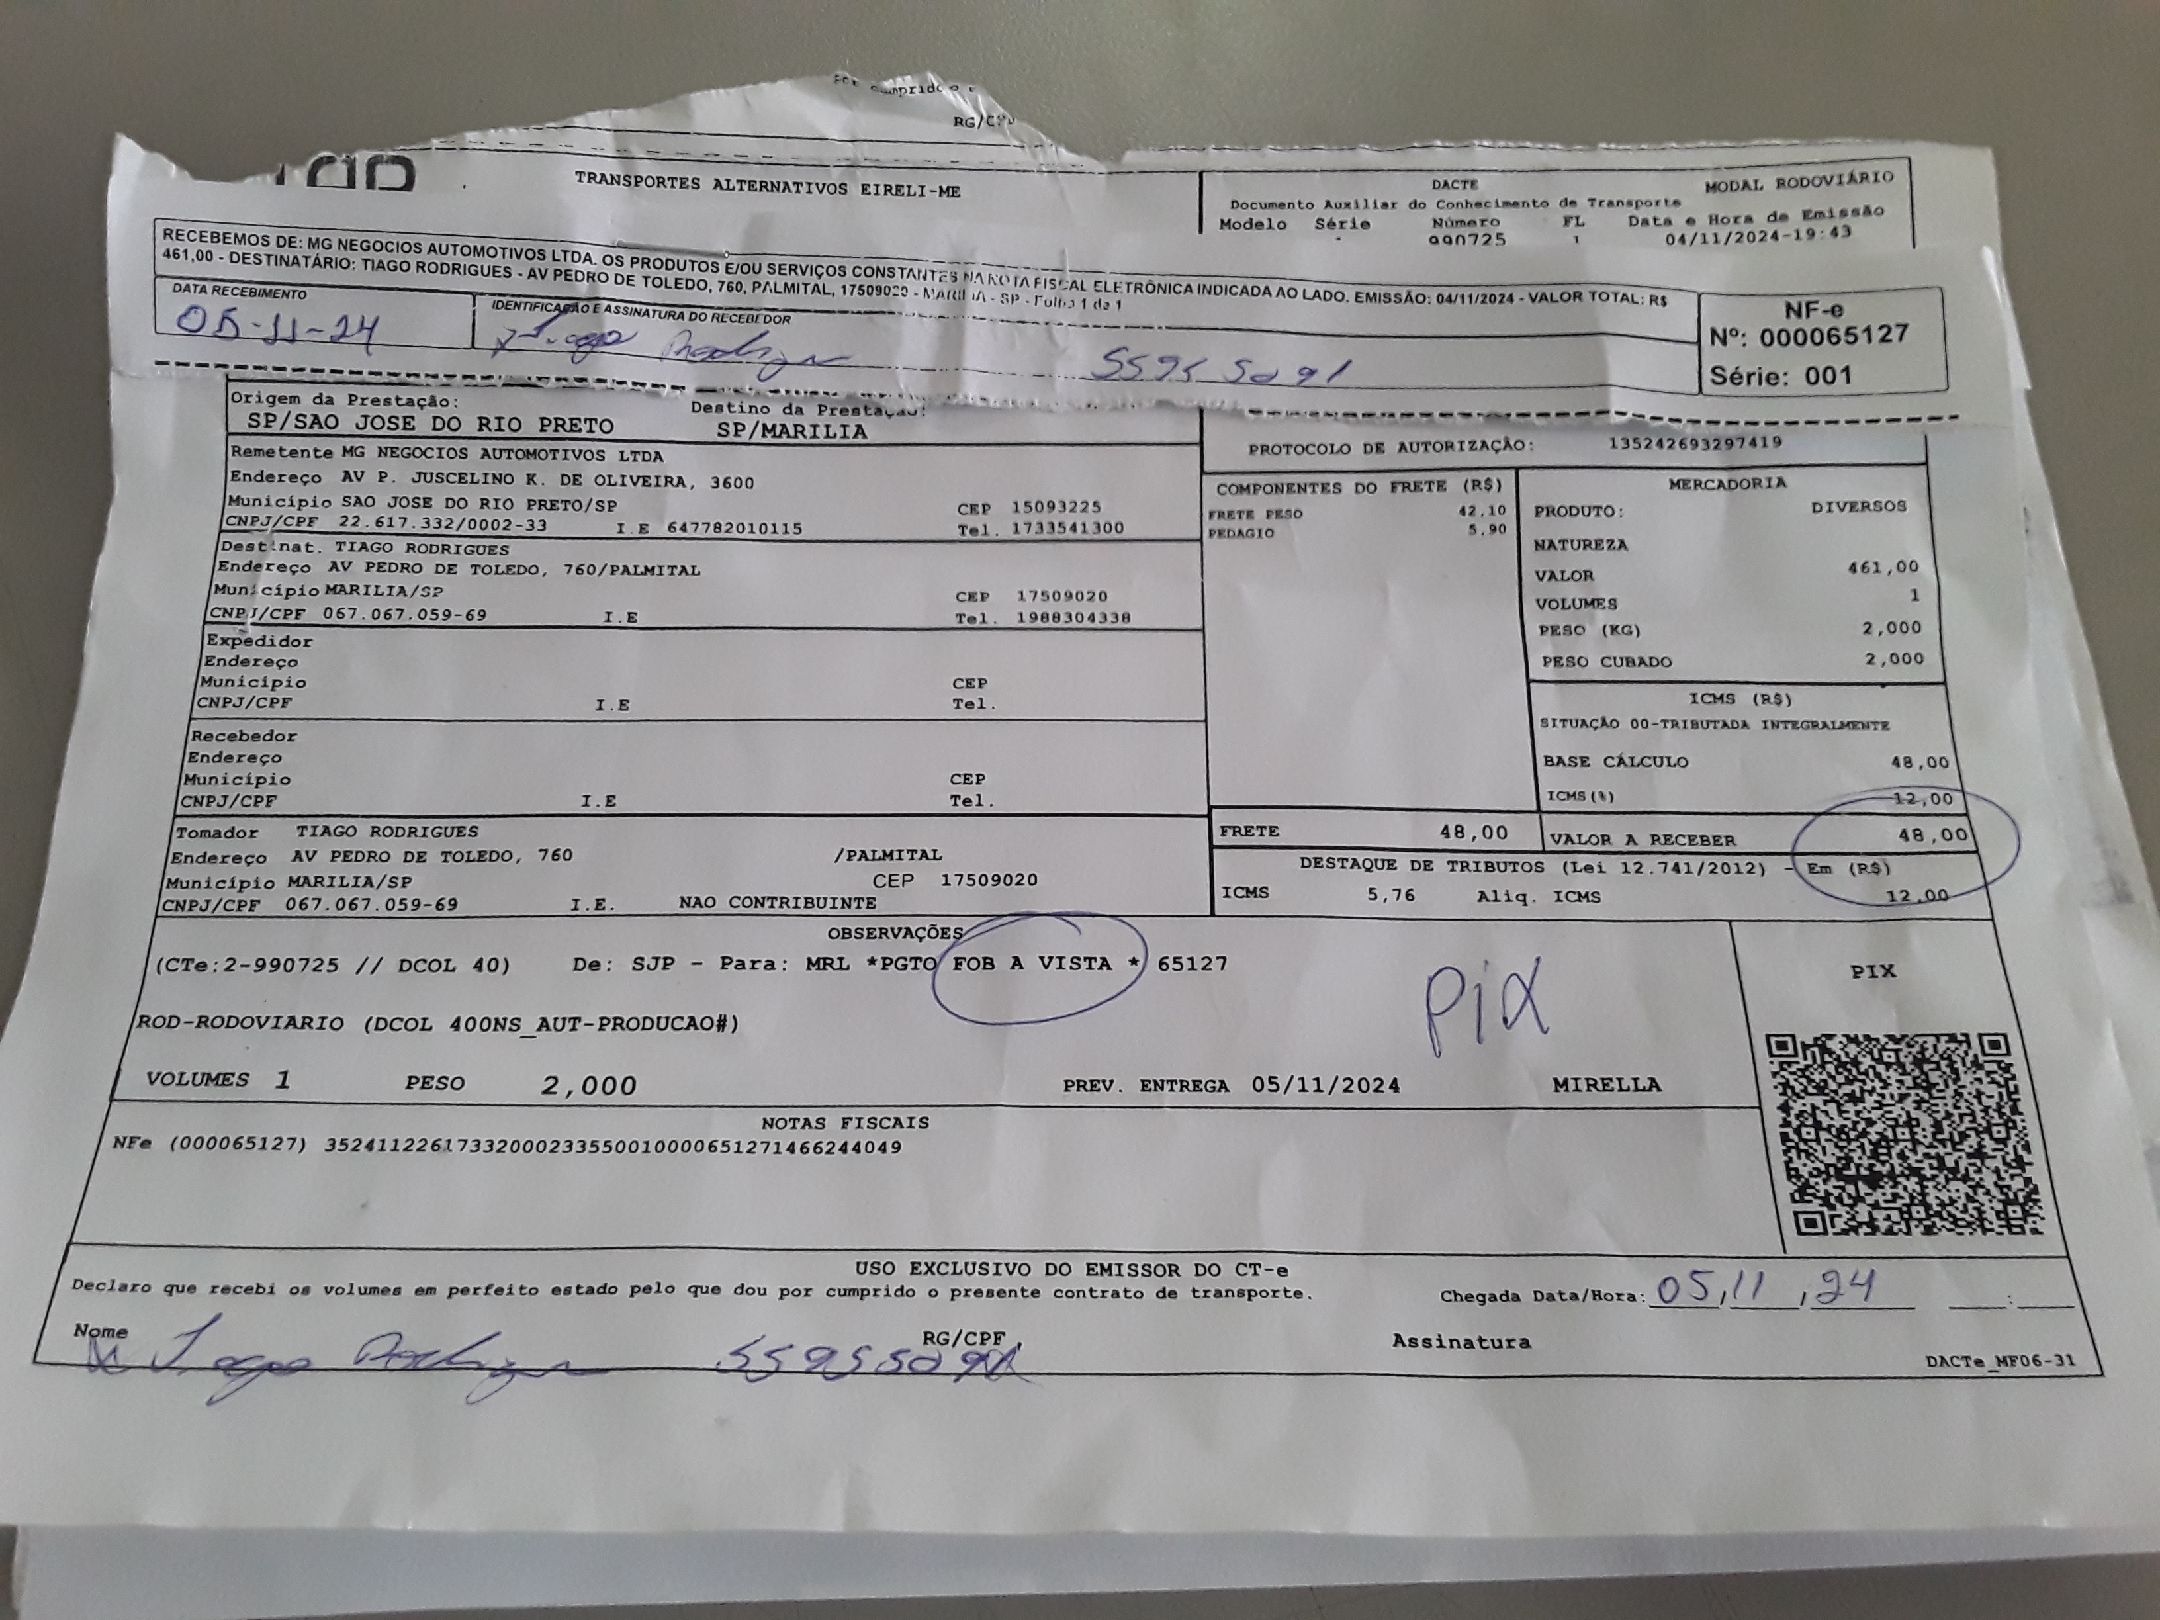 por cumprido o
RG/CP
TRANSPORTES ALTERNATIVOS EIRELI-ME
DACTE MODAL RODOVIÁRIO
Documento Auxiliar do Conhecimento de Transporte
Modelo Série Número FL Data e Hora de Emissão
990725 1 04/11/2024-19:43
RECEBEMOS DE: MG NEGOCIOS AUTOMOTIVOS LTDA. OS PRODUTOS E/OU SERVIÇOS CONSTANTES NA NOTA FISCAL ELETRÔNICA INDICADA AO LADO. EMISSÃO: 04/11/2024 - VALOR TOTAL: R$
461,00 - DESTINATÁRIO: TIAGO RODRIGUES - AV PEDRO DE TOLEDO, 760, PALMITAL, 17509020 - MARILIA - SP - Folha 1 de 1
DATA RECEBIMENTO IDENTIFICAÇÃO E ASSINATURA DO RECEBEDOR
05-11-24
NF-e
Nº: 000065127
Série: 001
Origem da Prestação: Destino da Prestação:
SP/SAO JOSE DO RIO PRETO SP/MARILIA
PROTOCOLO DE AUTORIZAÇÃO: 135242693297419
Remetente MG NEGOCIOS AUTOMOTIVOS LTDA
Endereço AV P. JUSCELINO K. DE OLIVEIRA, 3600
Município SAO JOSE DO RIO PRETO/SP CEP 15093225
CNPJ/CPF 22.617.332/0002-33 I.E 647782010115 Tel. 1733541300
Destinat. TIAGO RODRIGUES
Endereço AV PEDRO DE TOLEDO, 760/PALMITAL
Município MARILIA/SP CEP 17509020
CNPJ/CPF 067.067.059-69 I.E Tel. 1988304338
Expedidor
Endereço
Município CEP
CNPJ/CPF I.E Tel.
Recebedor
Endereço
Município CEP
CNPJ/CPF I.E Tel.
Tomador TIAGO RODRIGUES
Endereço AV PEDRO DE TOLEDO, 760 /PALMITAL
Município MARILIA/SP CEP 17509020
CNPJ/CPF 067.067.059-69 I.E. NAO CONTRIBUINTE
COMPONENTES DO FRETE (R$)
FRETE PESO 42,10
PEDAGIO 5,90
MERCADORIA
PRODUTO: DIVERSOS
NATUREZA
VALOR 461,00
VOLUMES 1
PESO (KG) 2,000
PESO CUBADO 2,000
ICMS (R$)
SITUAÇÃO 00-TRIBUTADA INTEGRALMENTE
BASE CÁLCULO 48,00
ICMS(%) 12,00
FRETE 48,00 VALOR A RECEBER 48,00
DESTAQUE DE TRIBUTOS (Lei 12.741/2012) - Em (R$)
ICMS 5,76 Aliq. ICMS 12,00
OBSERVAÇÕES
(CTe:2-990725 // DCOL 40) De: SJP - Para: MRL *PGTO FOB A VISTA * 65127
PIX
PIX
ROD-RODOVIARIO (DCOL 400NS_AUT-PRODUCAO#)
VOLUMES 1 PESO 2,000 PREV. ENTREGA 05/11/2024 MIRELLA
NOTAS FISCAIS
NFe (000065127) 35241122617332000233550010000651271466244049
USO EXCLUSIVO DO EMISSOR DO CT-e
Declaro que recebi os volumes em perfeito estado pelo que dou por cumprido o presente contrato de transporte. Chegada Data/Hora: 05,11,24 :
Nome RG/CPF Assinatura
DACTe_MF06-31